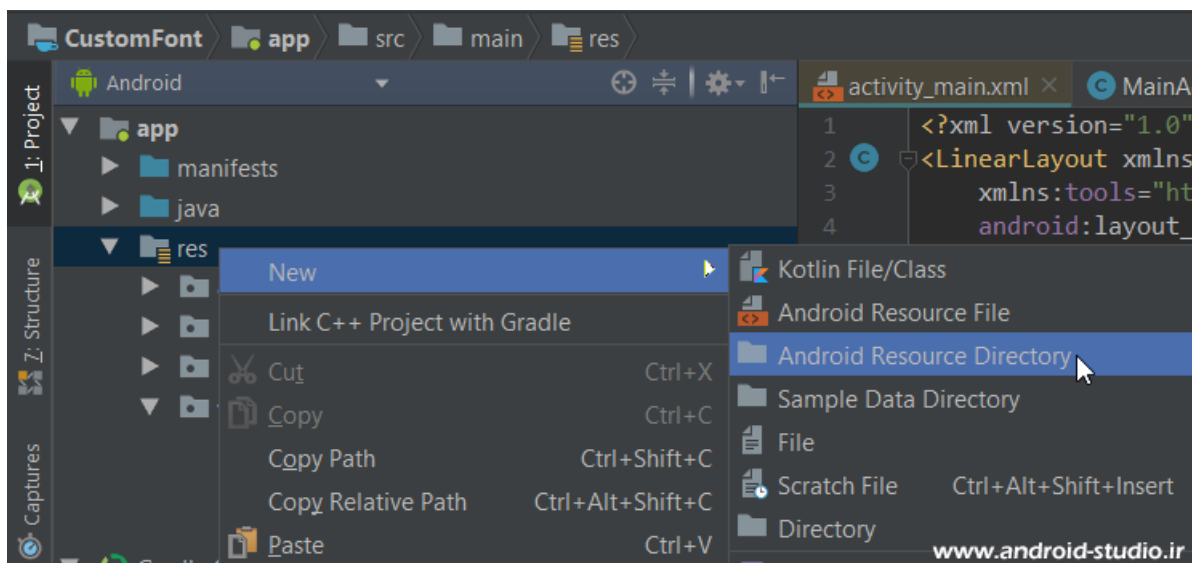 CustomFont app src main res
1: Project
7: Structure
Captures
Android
app
manifests
java
res
activity_main.xml
1 <?xml version="1.0"
2 <LinearLayout xmlns
3 xmlns:tools="ht
4 android:layout_
New
Link C++ Project with Gradle
Cut Ctrl+X
Copy Ctrl+C
Copy Path Ctrl+Shift+C
Copy Relative Path Ctrl+Alt+Shift+C
Paste Ctrl+V
Kotlin File/Class
Android Resource File
Android Resource Directory
Sample Data Directory
File
Scratch File Ctrl+Alt+Shift+Insert
Directory
www.android-studio.ir